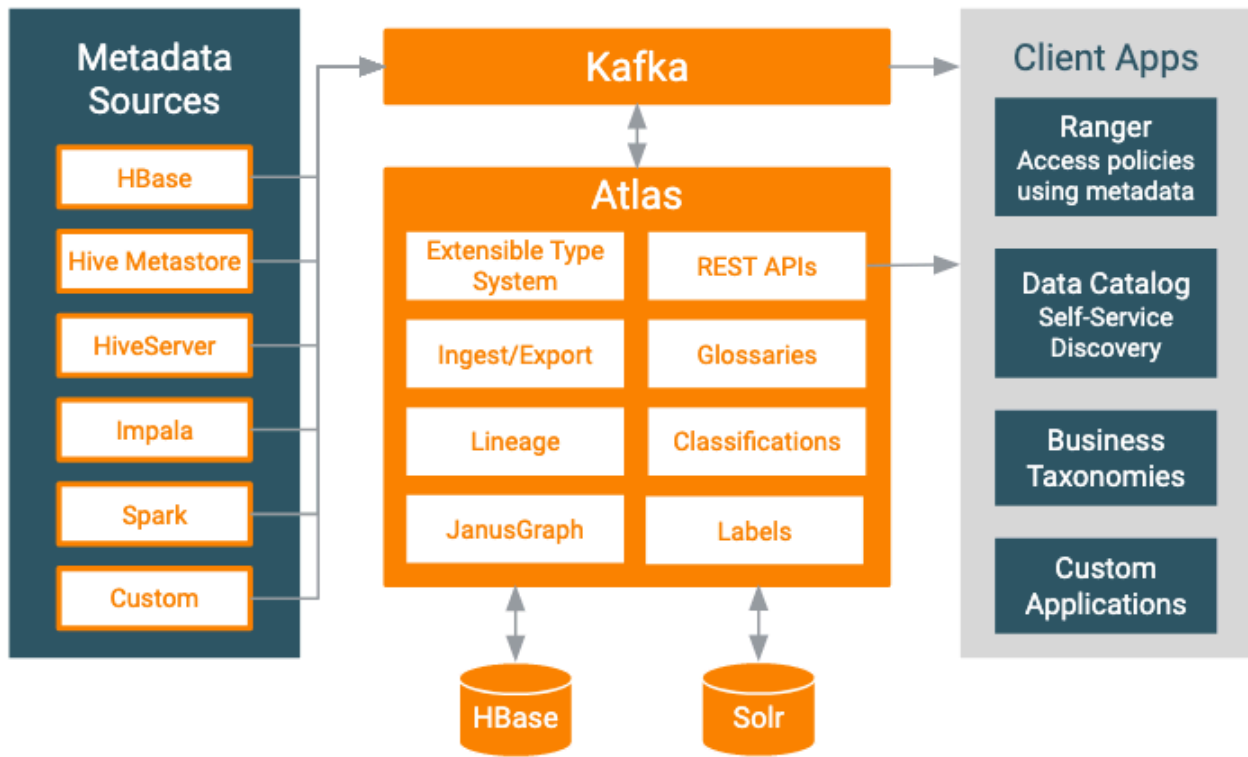 Metadata
Sources
HBase
Hive Metastore
HiveServer
Impala
Spark
Custom
Kafka
Atlas
Extensible Type
System
REST APIs
Ingest/Export
Glossaries
Lineage
Classifications
JanusGraph
Labels
HBase
Solr
Client Apps
Ranger
Access policies
using metadata
Data Catalog
Self-Service
Discovery
Business
Taxonomies
Custom
Applications